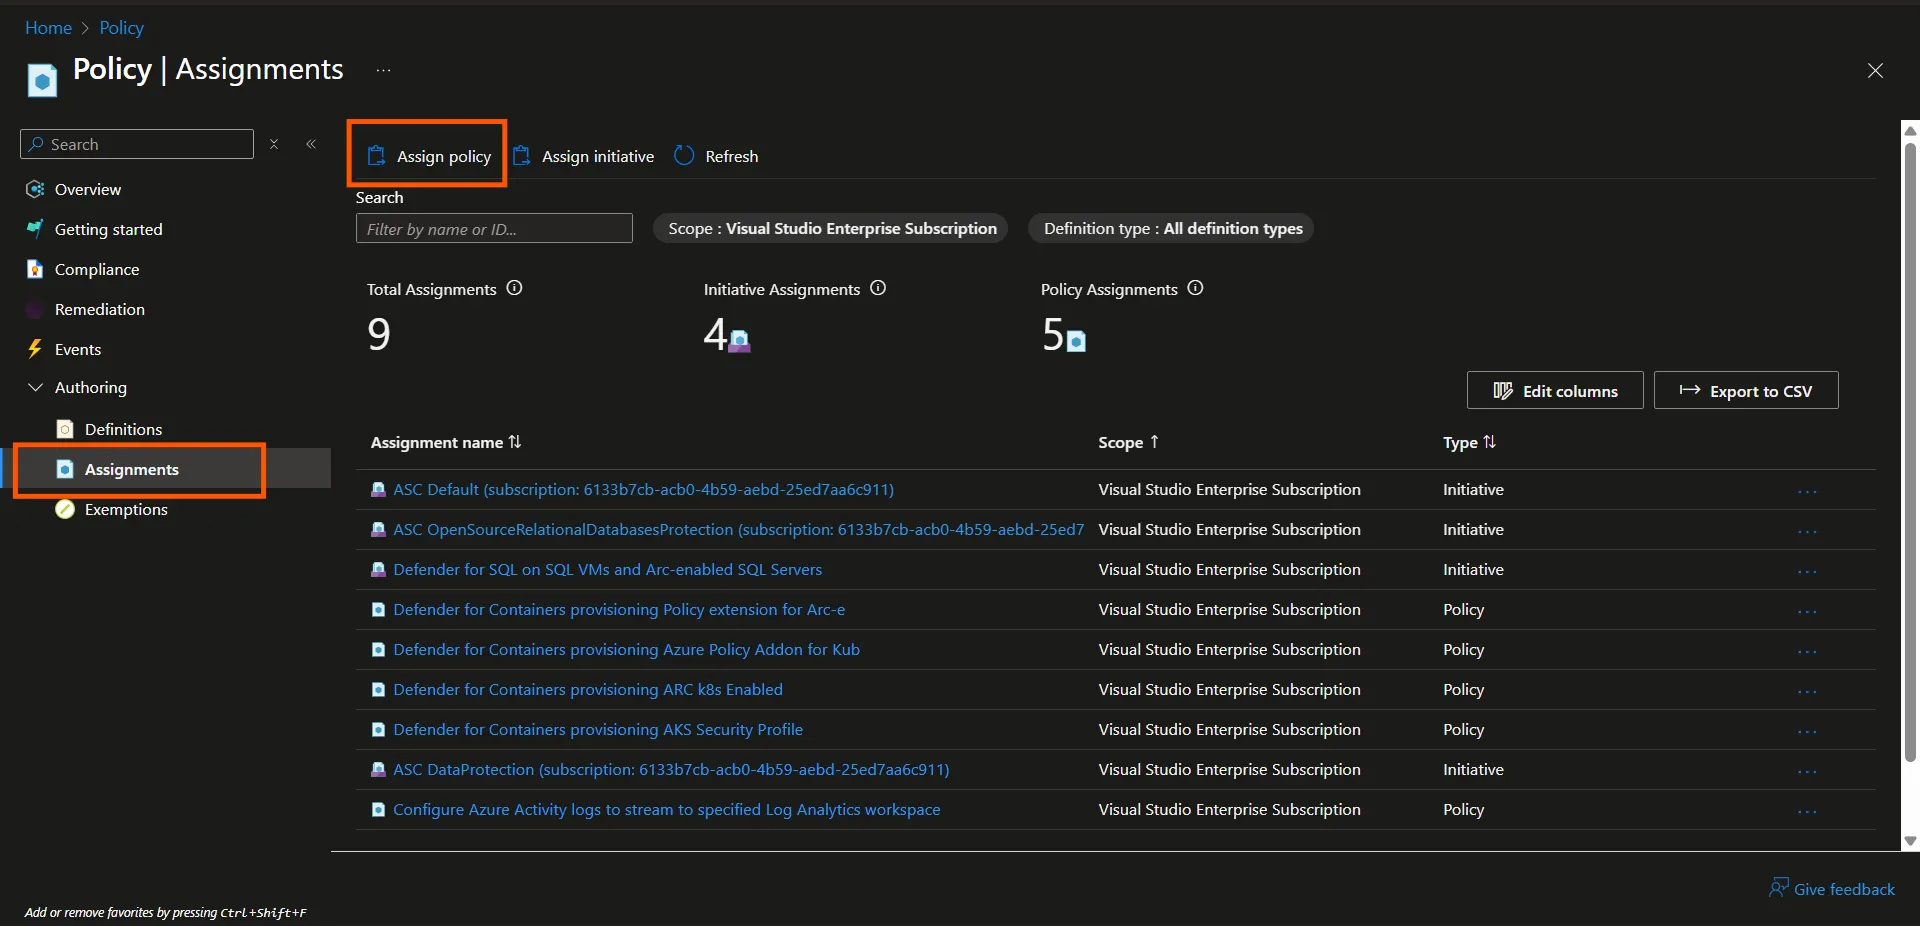 Home > Policy
Policy | Assignments ...
Search
Overview
Getting started
Compliance
Remediation
Events
Authoring
Definitions
Assignments
Exemptions
Add or remove favorites by pressing Ctrl+Shift+F
Assign policy Assign initiative Refresh
Search
Filter by name or ID... Scope : Visual Studio Enterprise Subscription Definition type : All definition types
Total Assignments Initiative Assignments Policy Assignments
9 4 5
Edit columns Export to CSV
Assignment name Scope Type
ASC Default (subscription: 6133b7cb-acb0-4b59-aebd-25ed7aa6c911) Visual Studio Enterprise Subscription Initiative ...
ASC OpenSourceRelationalDatabasesProtection (subscription: 6133b7cb-acb0-4b59-aebd-25ed7 Visual Studio Enterprise Subscription Initiative ...
Defender for SQL on SQL VMs and Arc-enabled SQL Servers Visual Studio Enterprise Subscription Initiative ...
Defender for Containers provisioning Policy extension for Arc-e Visual Studio Enterprise Subscription Policy ...
Defender for Containers provisioning Azure Policy Addon for Kub Visual Studio Enterprise Subscription Policy ...
Defender for Containers provisioning ARC k8s Enabled Visual Studio Enterprise Subscription Policy ...
Defender for Containers provisioning AKS Security Profile Visual Studio Enterprise Subscription Policy ...
ASC DataProtection (subscription: 6133b7cb-acb0-4b59-aebd-25ed7aa6c911) Visual Studio Enterprise Subscription Initiative ...
Configure Azure Activity logs to stream to specified Log Analytics workspace Visual Studio Enterprise Subscription Policy ...
Give feedback